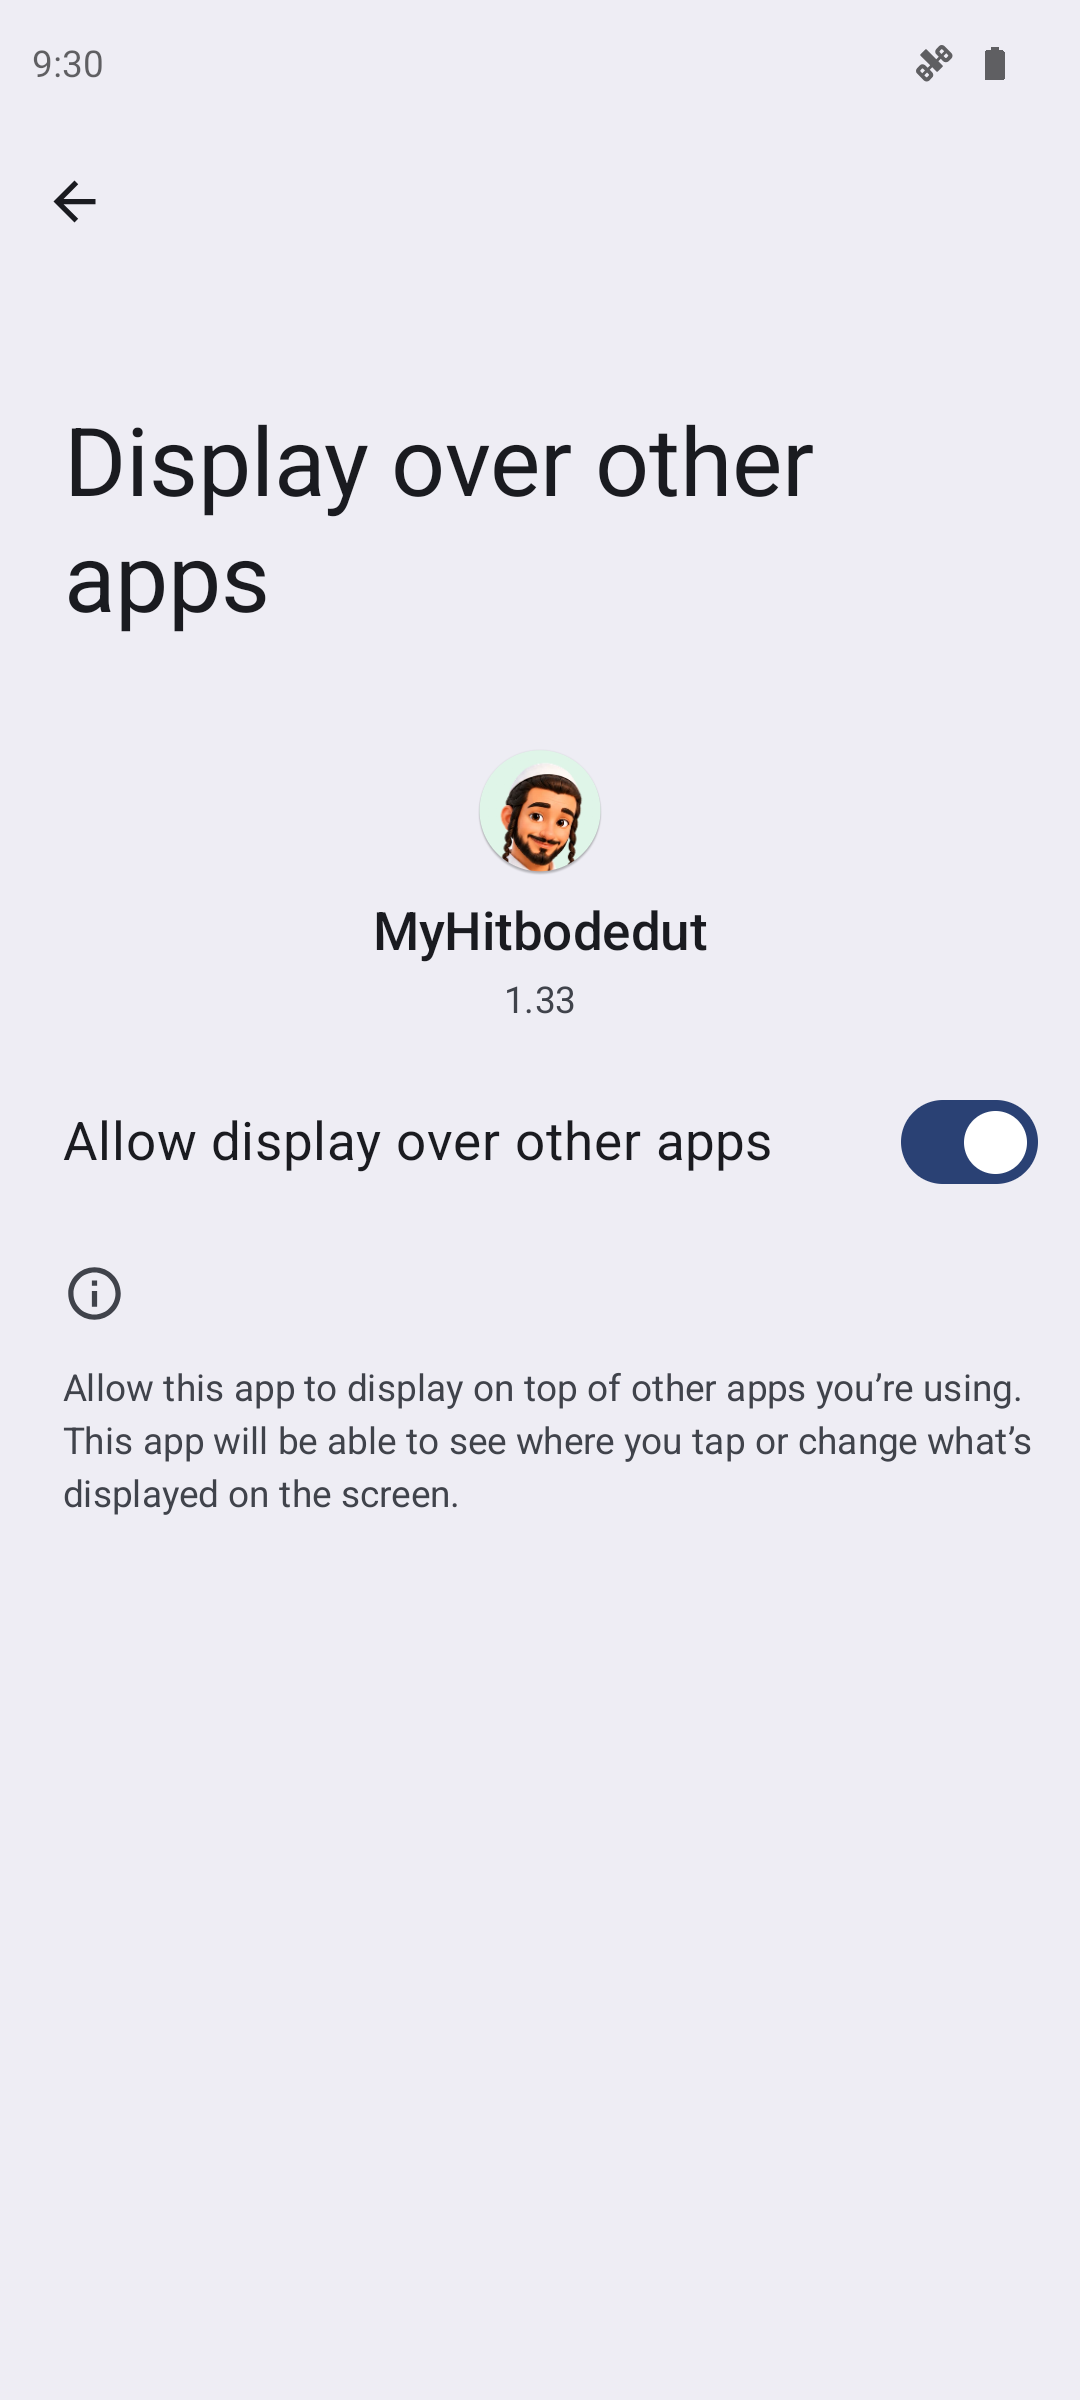 9:30
Display over other
apps
MyHitbodedut
1.33
Allow display over other apps
Allow this app to display on top of other apps you’re using.
This app will be able to see where you tap or change what’s
displayed on the screen.